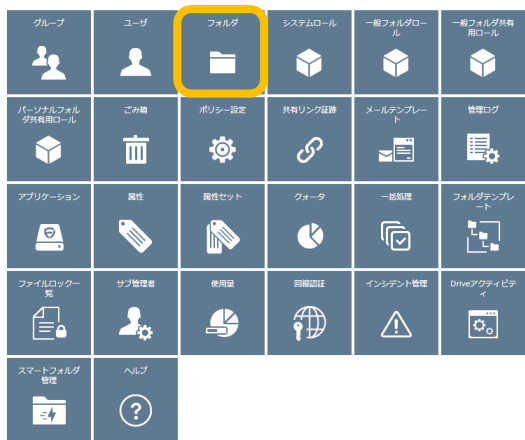 グループ
ユーザ
フォルダ
システムロール
一般フォルダロー
ル
一般フォルダ共有
用ロール
パーソナルフォル
ダ共有用ロール
ごみ箱
ポリシー設定
共有リンク証跡
メールテンプレー
ト
管理ログ
アプリケーション
属性
属性セット
クォータ
一括処理
フォルダテンプレ
ート
ファイルロック一
覧
サブ管理者
使用量
回線認証
インシデント管理
Driveアクティビテ
ィ
スマートフォルダ
管理
ヘルプ